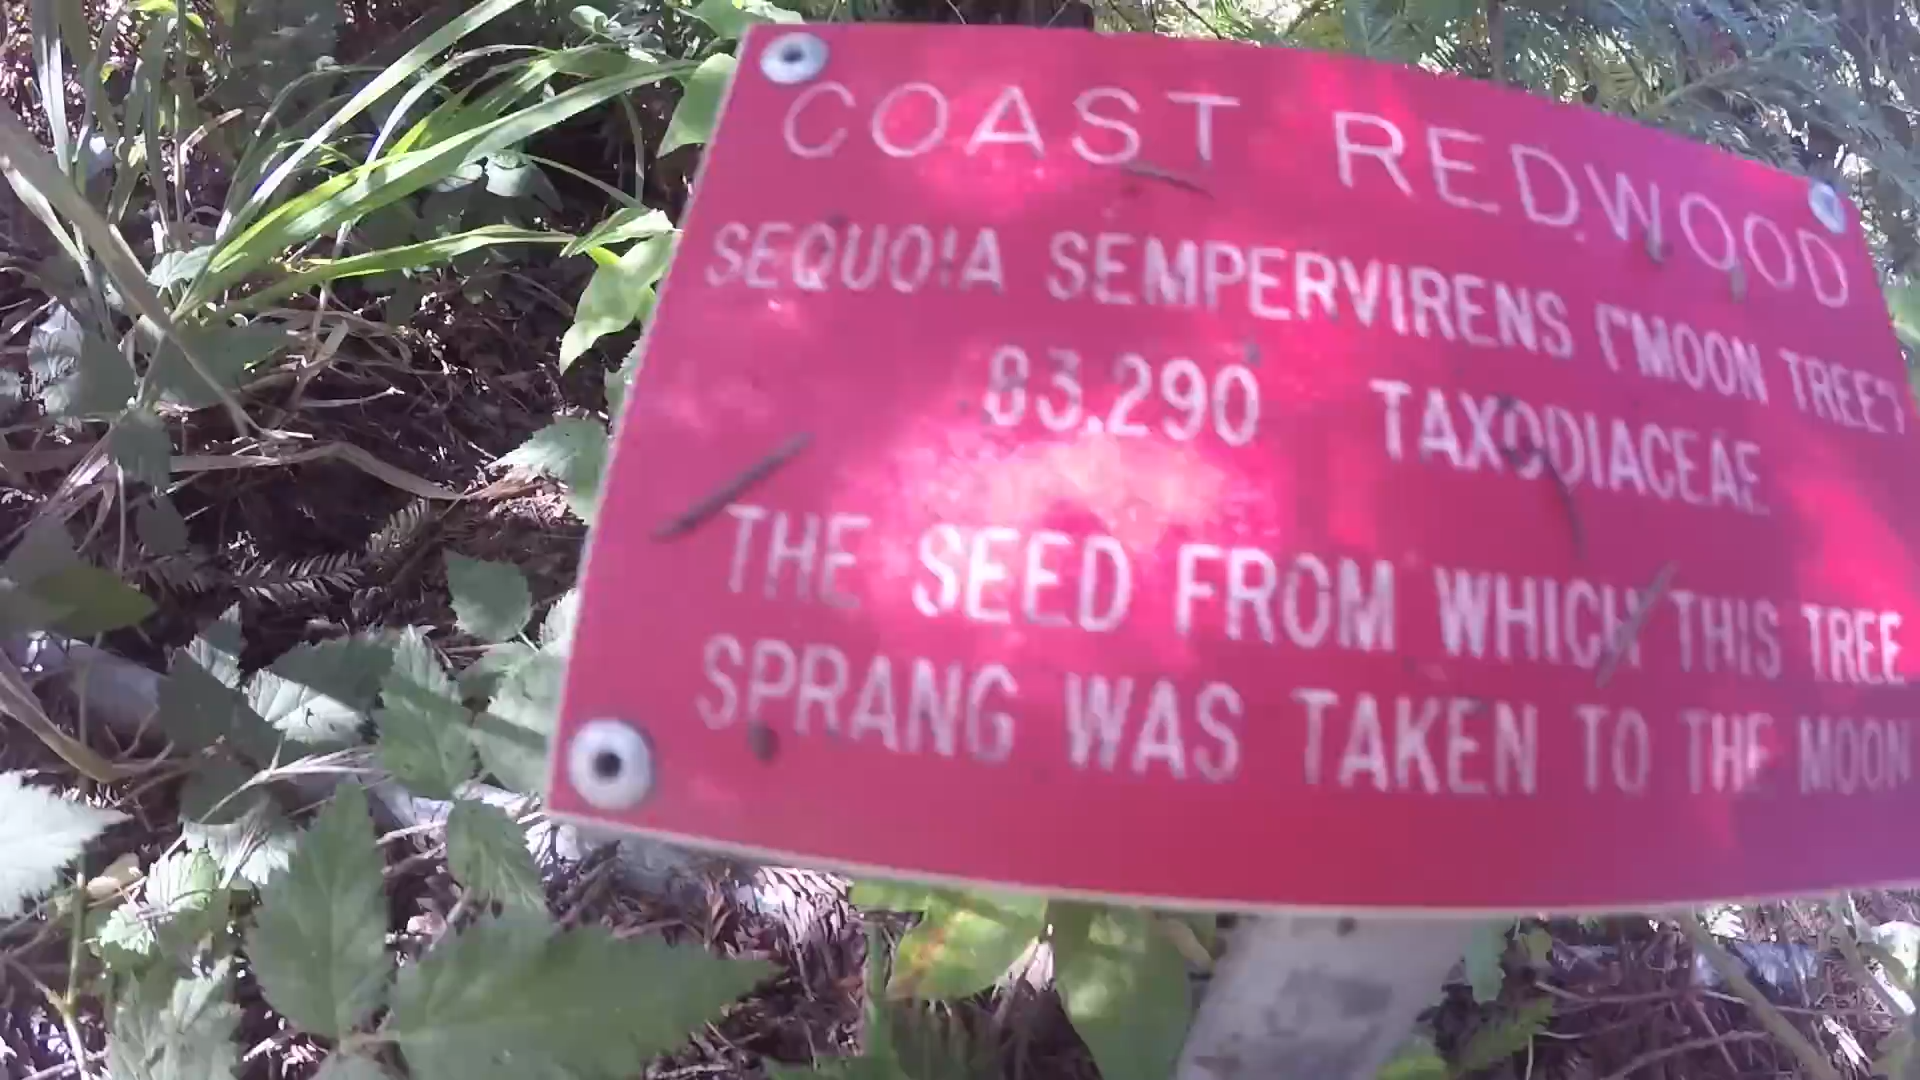 COAST REDWOOD
SEQUOIA SEMPERVIRENS ("MOON TREE")
83.290 TAXODIACEAE
THE SEED FROM WHICH THIS TREE
SPRANG WAS TAKEN TO THE MOON